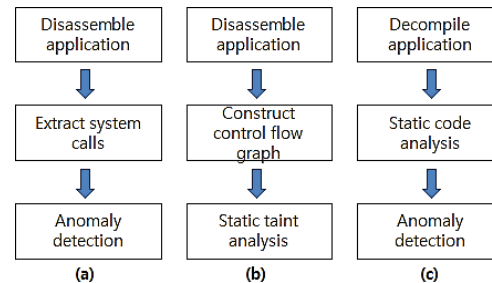 Disassemble
application
Disassemble
application
Decompile
application
Extract system
calls
Construct
control flow
graph
Static code
analysis
Anomaly
detection
Static taint
analysis
Anomaly
detection
(a)
(b)
(c)